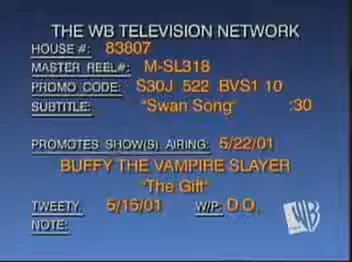 THE WB TELEVISION NETWORK
HOUSE #: 83807
MASTER REEL#: M-SL318
PROMO CODE: S30J 522 BVS1 10
SUBTITLE: "Swan Song" :30
PROMOTES SHOW(S) AIRING: 5/22/01
BUFFY THE VAMPIRE SLAYER
"The Gift"
TWEETY: 5/16/01 W/P: D.O.
NOTE:
WB